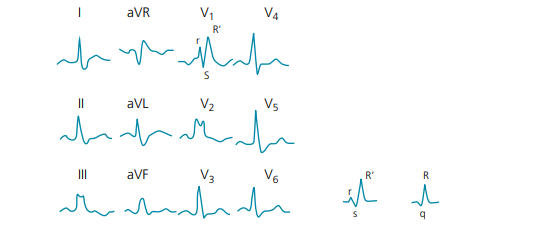 I aVR V₁ V₄
R'
r
S
II aVL V₂ V₅
III aVF V₃ V₆
R' R
r
s q